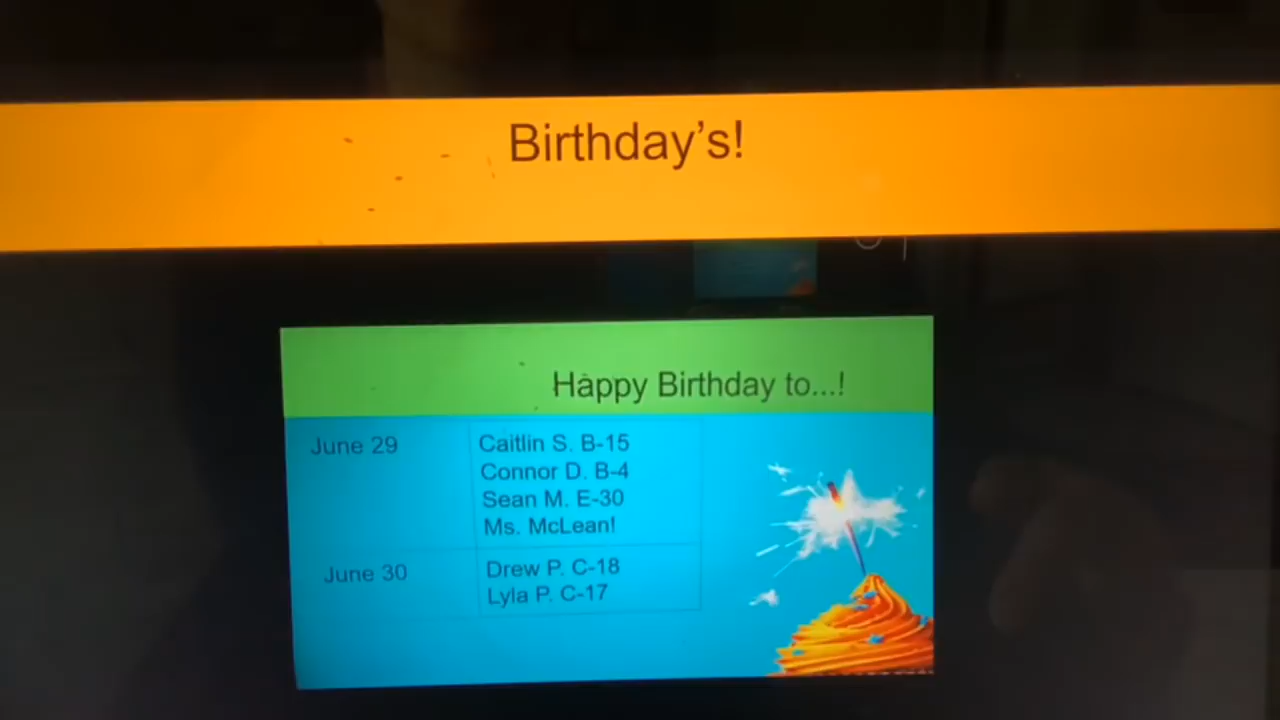 Birthday's!
Happy Birthday to...!
June 29
Caitlin S. B-15
Connor D. B-4
Sean M. E-30
Ms. McLean!
June 30
Drew P. C-18
Lyla P. C-17